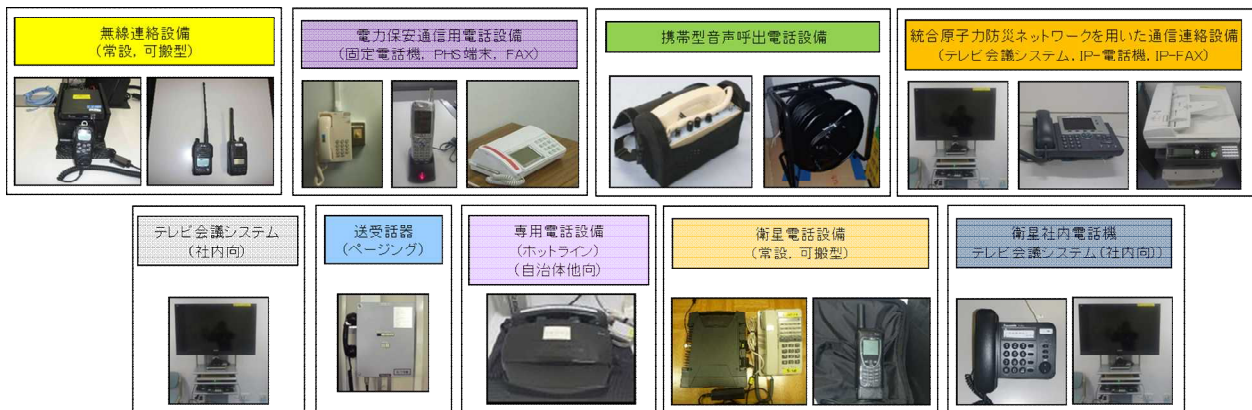 無線連絡設備
(常設, 可搬型)
電力保安通信用電話設備
(固定電話機, PHS端末, FAX)
携帯型音声呼出電話設備
統合原子力防災ネットワークを用いた通信連絡設備
(テレビ会議システム, IP-電話機, IP-FAX)
テレビ会議システム
(社内向)
送受話器
(ページング)
専用電話設備
(ホットライン)
(自治体他向)
衛星電話設備
(常設, 可搬型)
衛星社内電話機
テレビ会議システム(社内向))